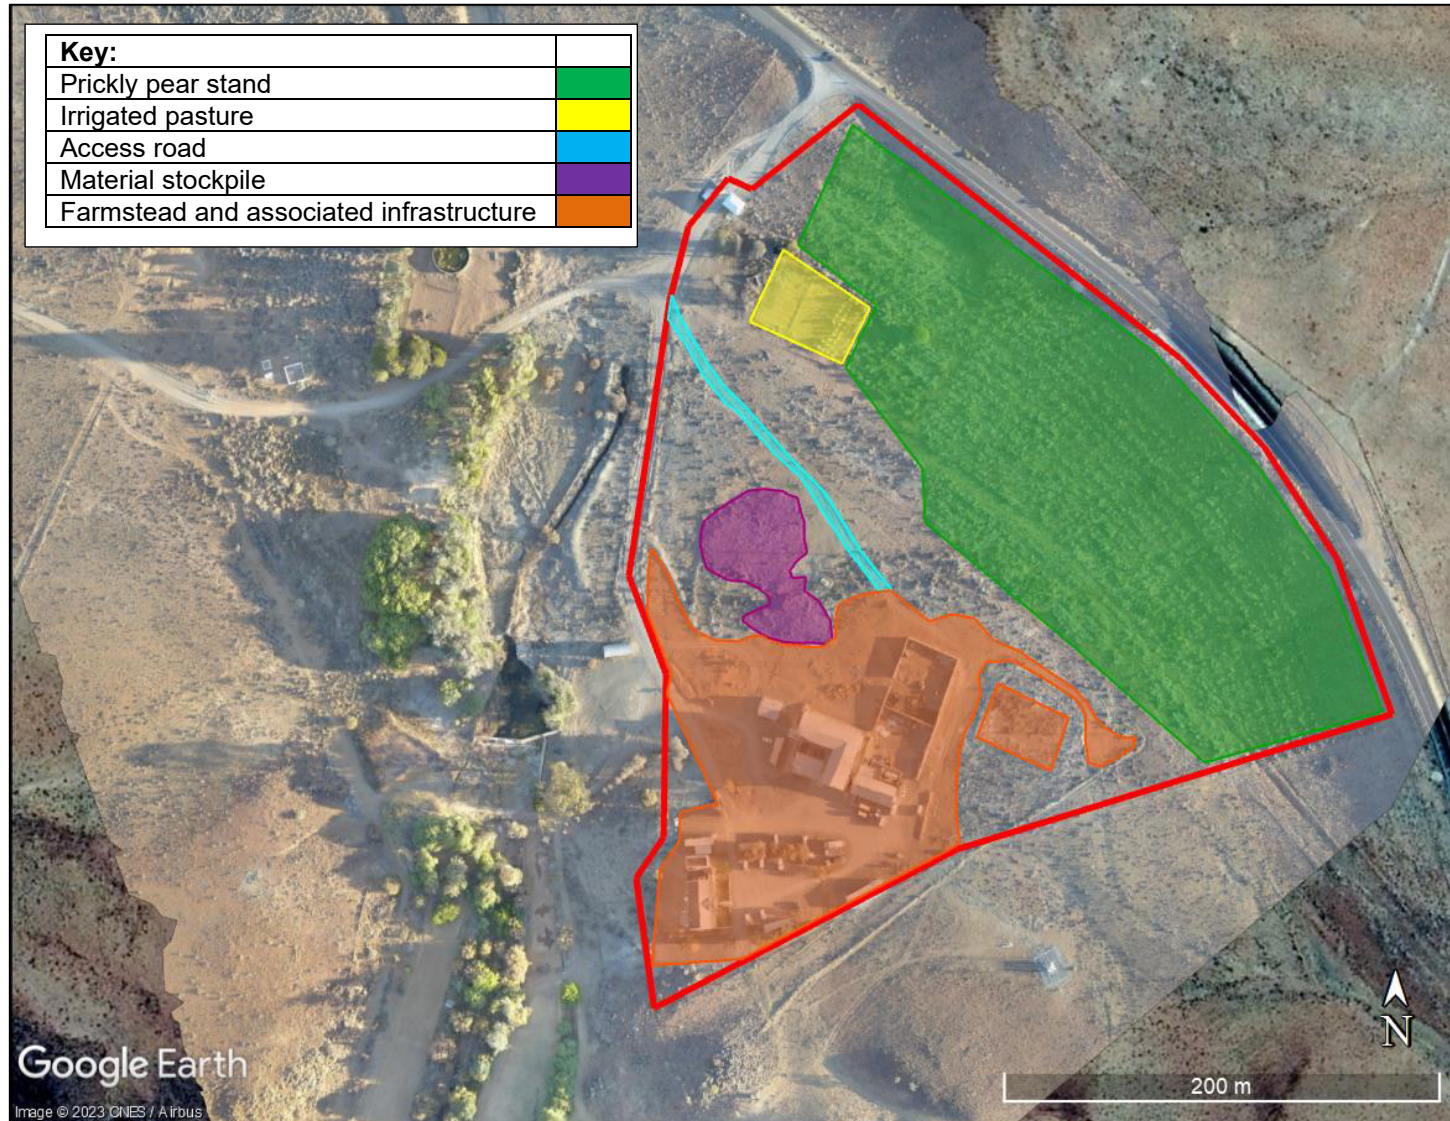 Key:
Prickly pear stand
Irrigated pasture
Access road
Material stockpile
Farmstead and associated infrastructure
N
Google Earth
200 m
Image © 2023 CNES / Airbus